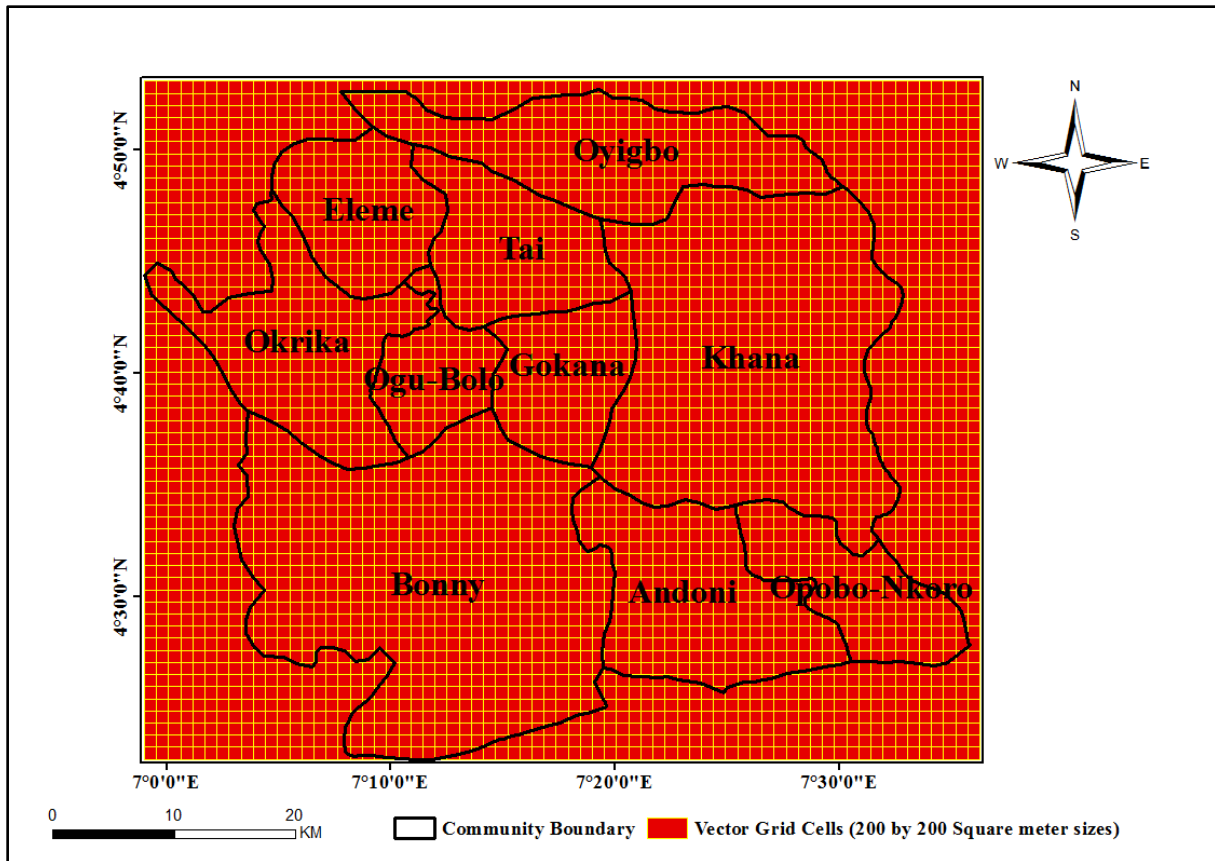 N
W E
S
4°50'0"N
4°40'0"N
4°30'0"N
Oyigbo
Eleme
Tai
Okrika
Gokana
Khana
Ogu-Bolo
Bonny
Andoni
Opobo-Nkoro
7°0'0"E 7°10'0"E 7°20'0"E 7°30'0"E
0 10 20
KM
Community Boundary
Vector Grid Cells (200 by 200 Square meter sizes)